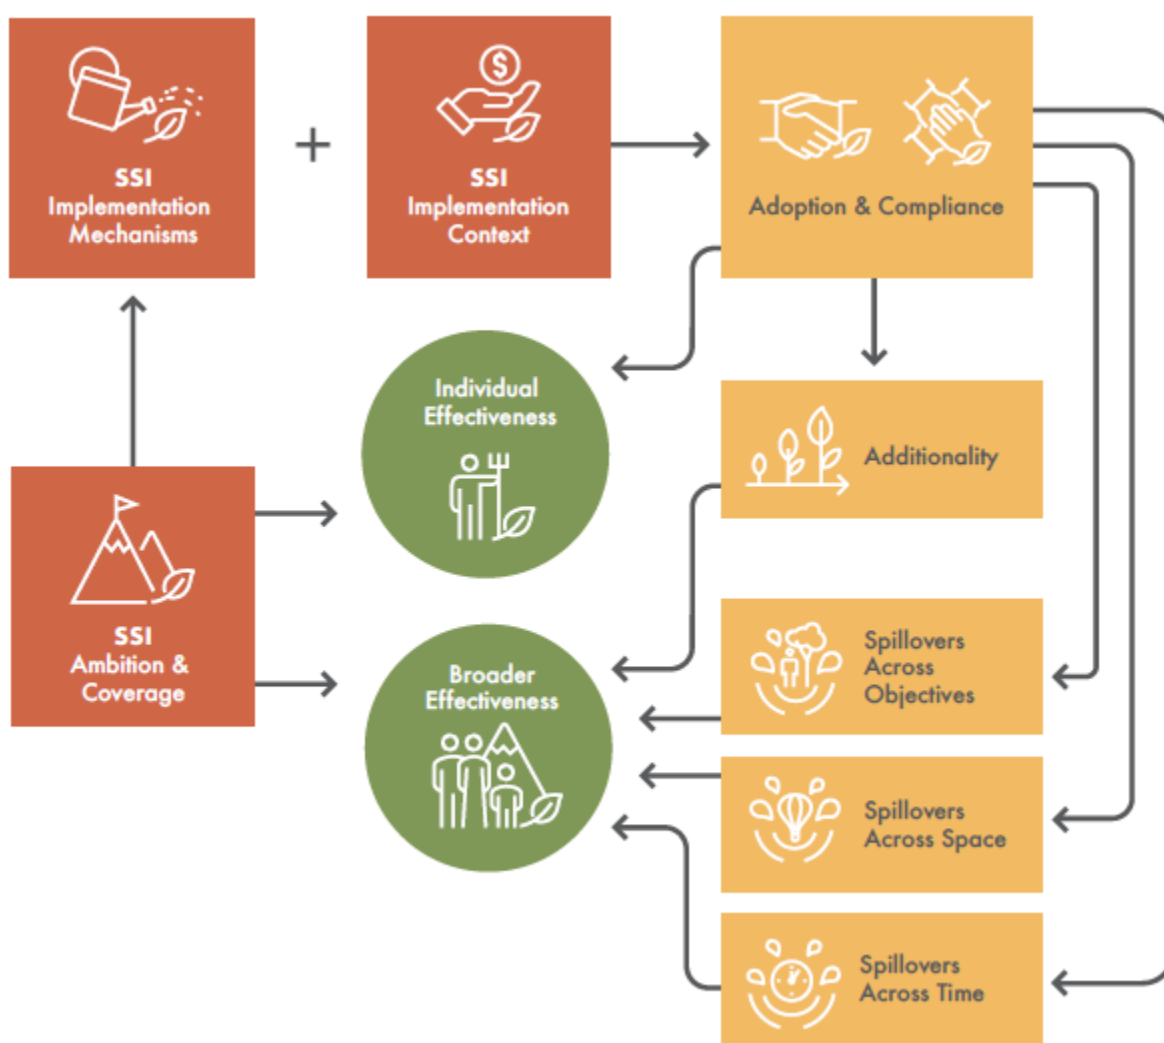 SSI
Implementation
Mechanisms
+
$
SSI
Implementation
Context
Adoption & Compliance
Individual
Effectiveness
Additionality
SSI
Ambition &
Coverage
Broader
Effectiveness
Spillovers
Across
Objectives
Spillovers
Across Space
Spillovers
Across Time